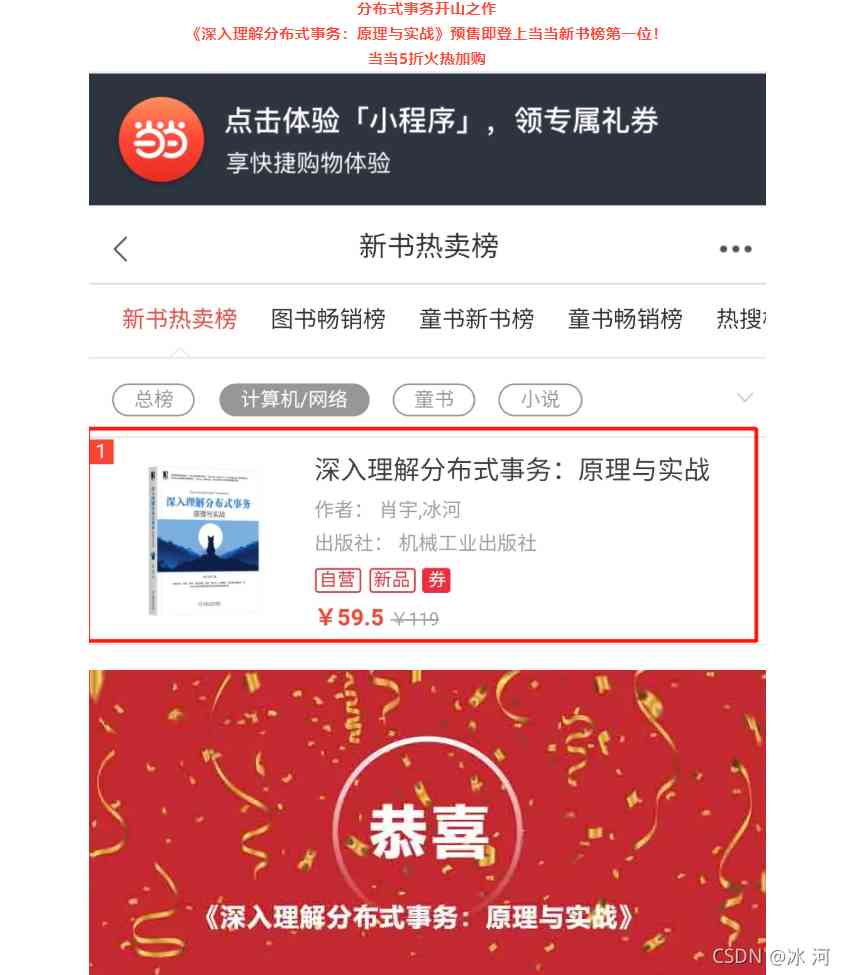 分布式事务开山之作
《深入理解分布式事务：原理与实战》预售即登上当当新书榜第一位！
当当5折火热加购
点击体验「小程序」，领专属礼券
享快捷购物体验
新书热卖榜
新书热卖榜 图书畅销榜 童书新书榜 童书畅销榜 热搜
总榜 计算机/网络 童书 小说
1
深入理解分布式事务
原理与实战
深入理解分布式事务：原理与实战
作者： 肖宇,冰河
出版社： 机械工业出版社
自营 新品 券
￥59.5 ￥119
恭喜
《深入理解分布式事务：原理与实战》
CSDN @冰 河